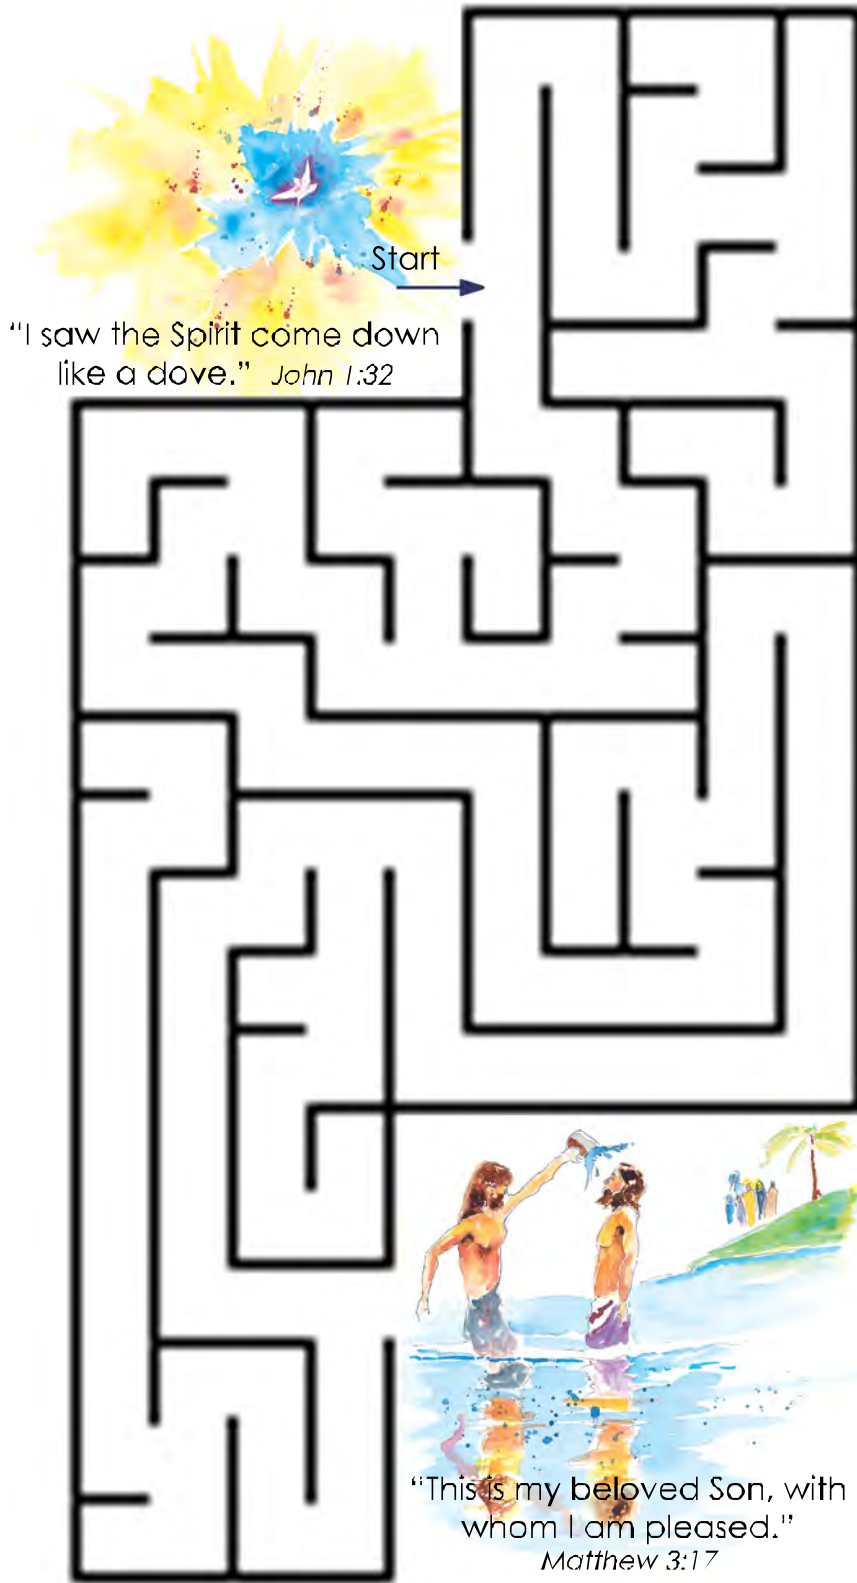 Start
“I saw the Spirit come down
like a dove.” John 1:32
“This is my beloved Son, with
whom I am pleased.”
Matthew 3:17